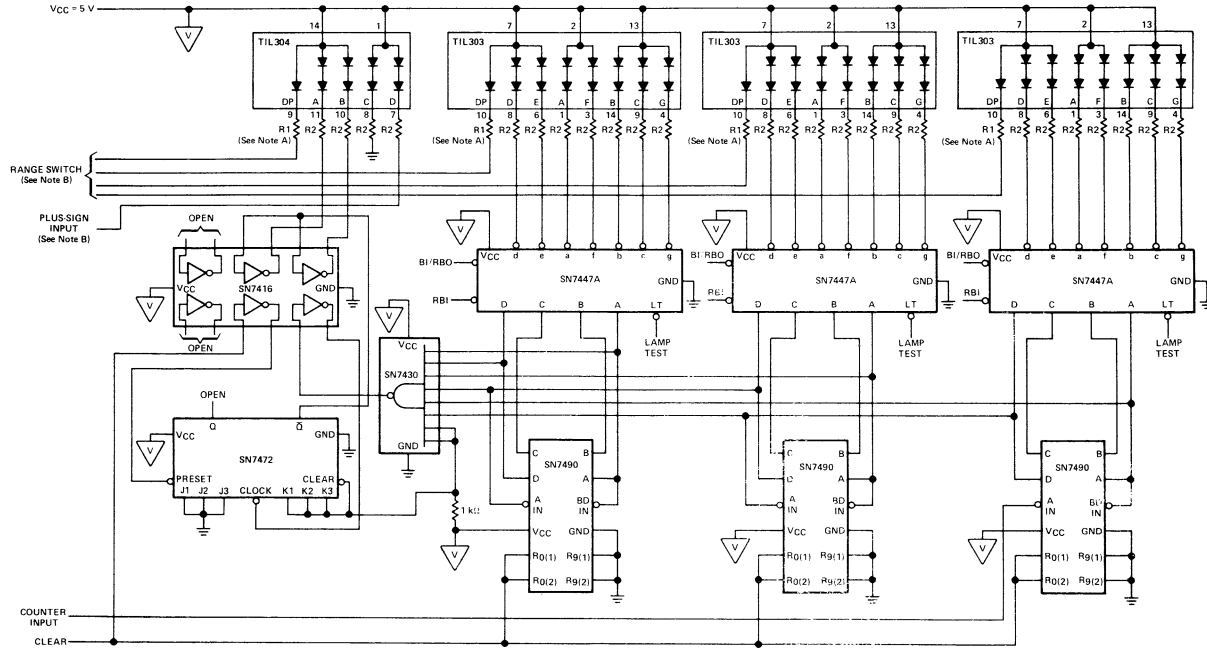 VCC = 5 V
14 1 7 2 13 7 2 13 7 2 13
TIL304 TIL303 TIL303 TIL303
DP A B C D DP D E A F B C G DP D E A F B C G DP D E A F B C G
9 11 10 8 7 10 8 6 1 3 14 9 4 10 8 6 1 3 14 9 4 10 8 6 1 3 14 9 4
R1 R2 R2 R2 R2 R1 R2 R2 R2 R2 R2 R2 R2 R1 R2 R2 R2 R2 R2 R2 R2 R1 R2 R2 R2 R2 R2 R2 R2
(See Note A) (See Note A) (See Note A) (See Note A)
RANGE SWITCH
(See Note B)
PLUS-SIGN
INPUT
(See Note B)
OPEN
V
VCC SN7416 GND
OPEN
V
VCC d e a f b c g
BI/RBO SN7447A GND
RBI D C B A LT
LAMP
TEST
V
VCC d e a f b c g
BI/RBO SN7447A GND
RBI D C B A LT
LAMP
TEST
V
VCC d e a f b c g
BI/RBO SN7447A GND
RBI D C B A LT
LAMP
TEST
V
VCC
SN7430
GND
OPEN
Q Q
V
VCC GND
SN7472
PRESET CLEAR
J1 J2 J3 CLOCK K1 K2 K3
1 kΩ
V
C B
SN7490
D A
A BD
IN IN
VCC GND
R0(1) R9(1)
R0(2) R9(2)
C B
SN7490
D A
A BD
IN IN
V
VCC GND
R0(1) R9(1)
R0(2) R9(2)
C B
SN7490
D A
A BD
IN IN
V
VCC GND
R0(1) R9(1)
R0(2) R9(2)
COUNTER
INPUT
CLEAR